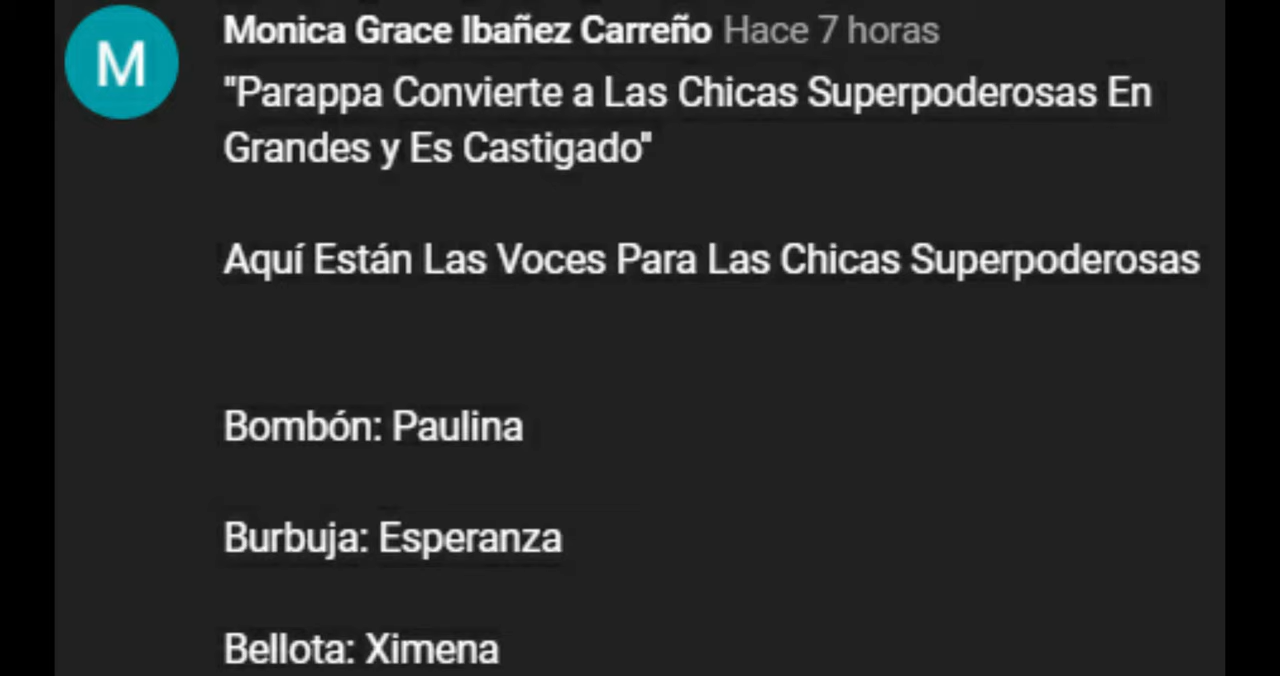 M
Monica Grace Ibañez Carreño Hace 7 horas
"Parappa Convierte a Las Chicas Superpoderosas En
Grandes y Es Castigado"
Aquí Están Las Voces Para Las Chicas Superpoderosas
Bombón: Paulina
Burbuja: Esperanza
Bellota: Ximena